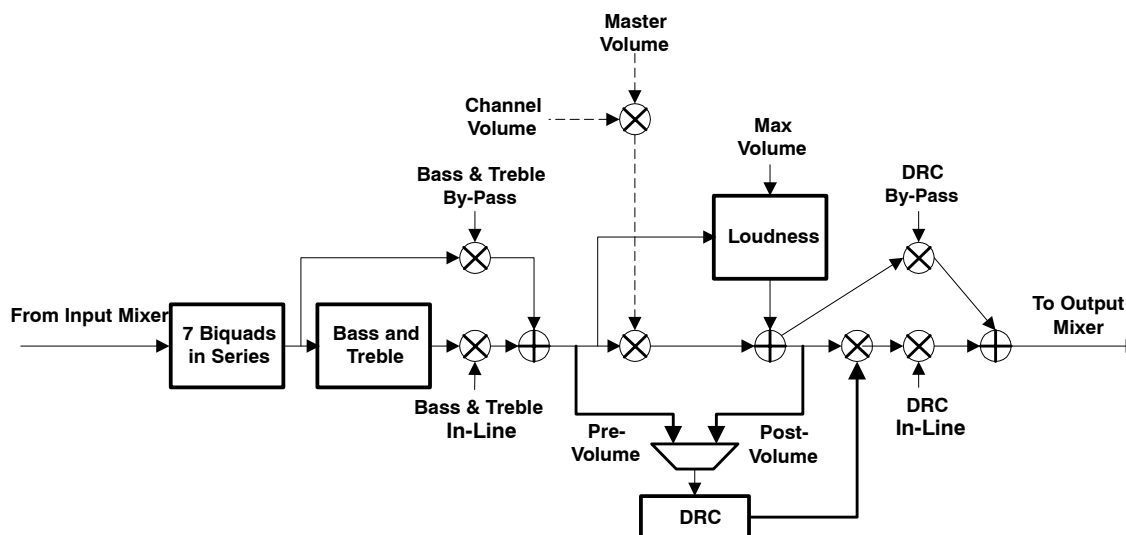 Master
Volume
Channel
Volume
Max
Volume
Bass & Treble
By-Pass
DRC
By-Pass
Loudness
From Input Mixer
7 Biquads
in Series
Bass and
Treble
To Output
Mixer
Bass & Treble
In-Line
Pre-
Volume
Post-
Volume
DRC
In-Line
DRC